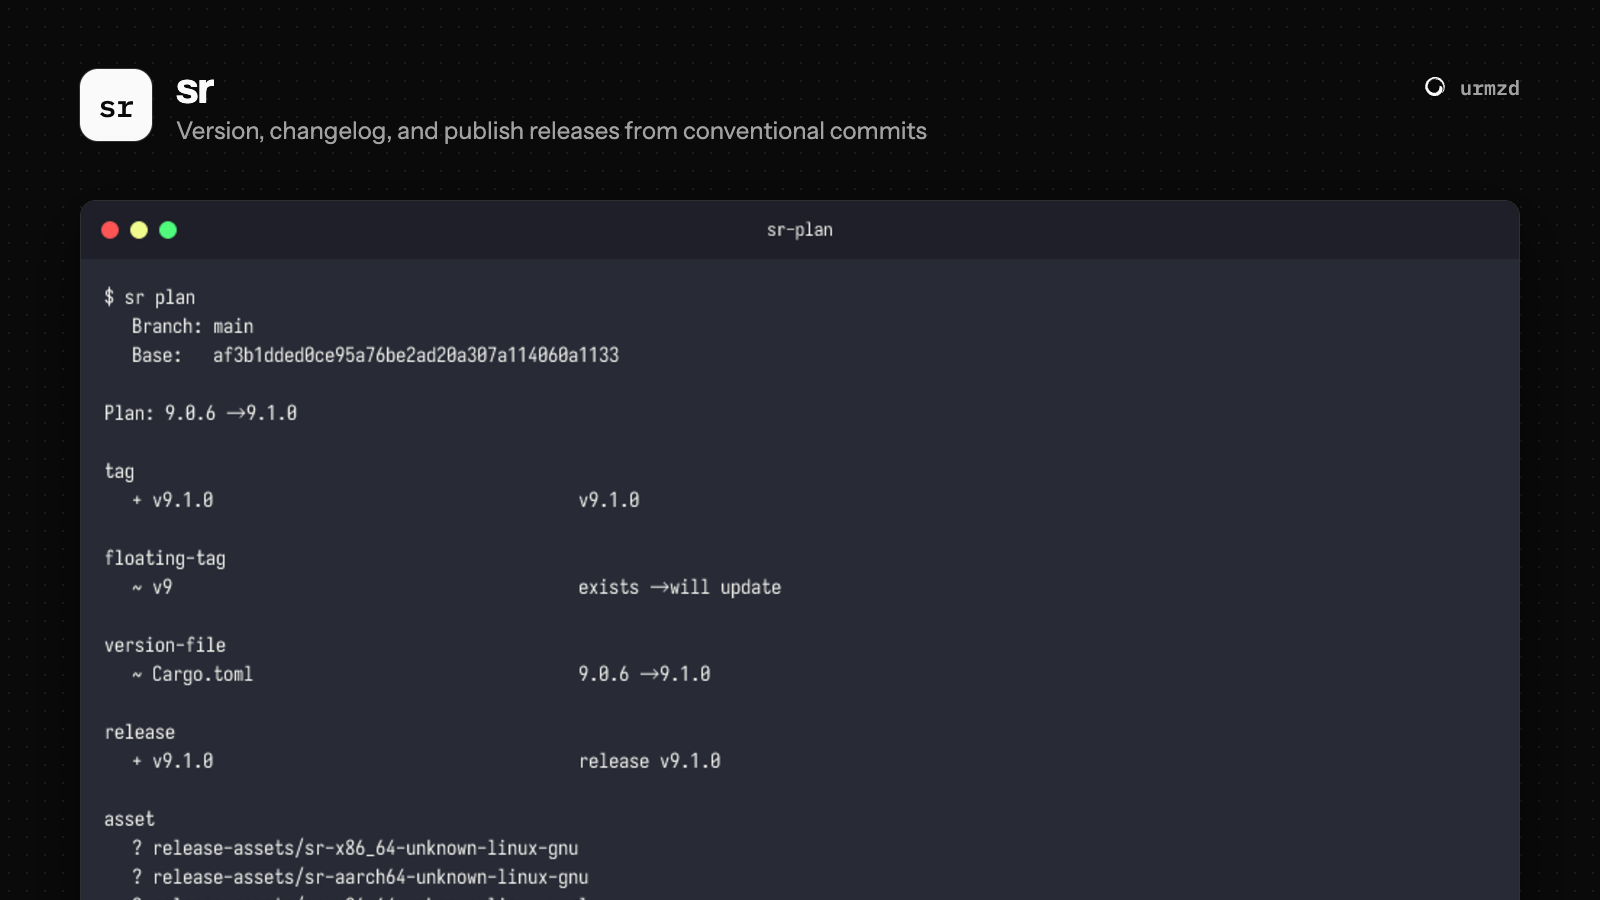 sr
sr
Version, changelog, and publish releases from conventional commits
urmzd
sr-plan
$ sr plan
Branch: main
Base: af3b1dded0ce95a76be2ad20a307a114060a1133
Plan: 9.0.6 →9.1.0
tag
+ v9.1.0 v9.1.0
floating-tag
~ v9 exists →will update
version-file
~ Cargo.toml 9.0.6 →9.1.0
release
+ v9.1.0 release v9.1.0
asset
? release-assets/sr-x86_64-unknown-linux-gnu
? release-assets/sr-aarch64-unknown-linux-gnu